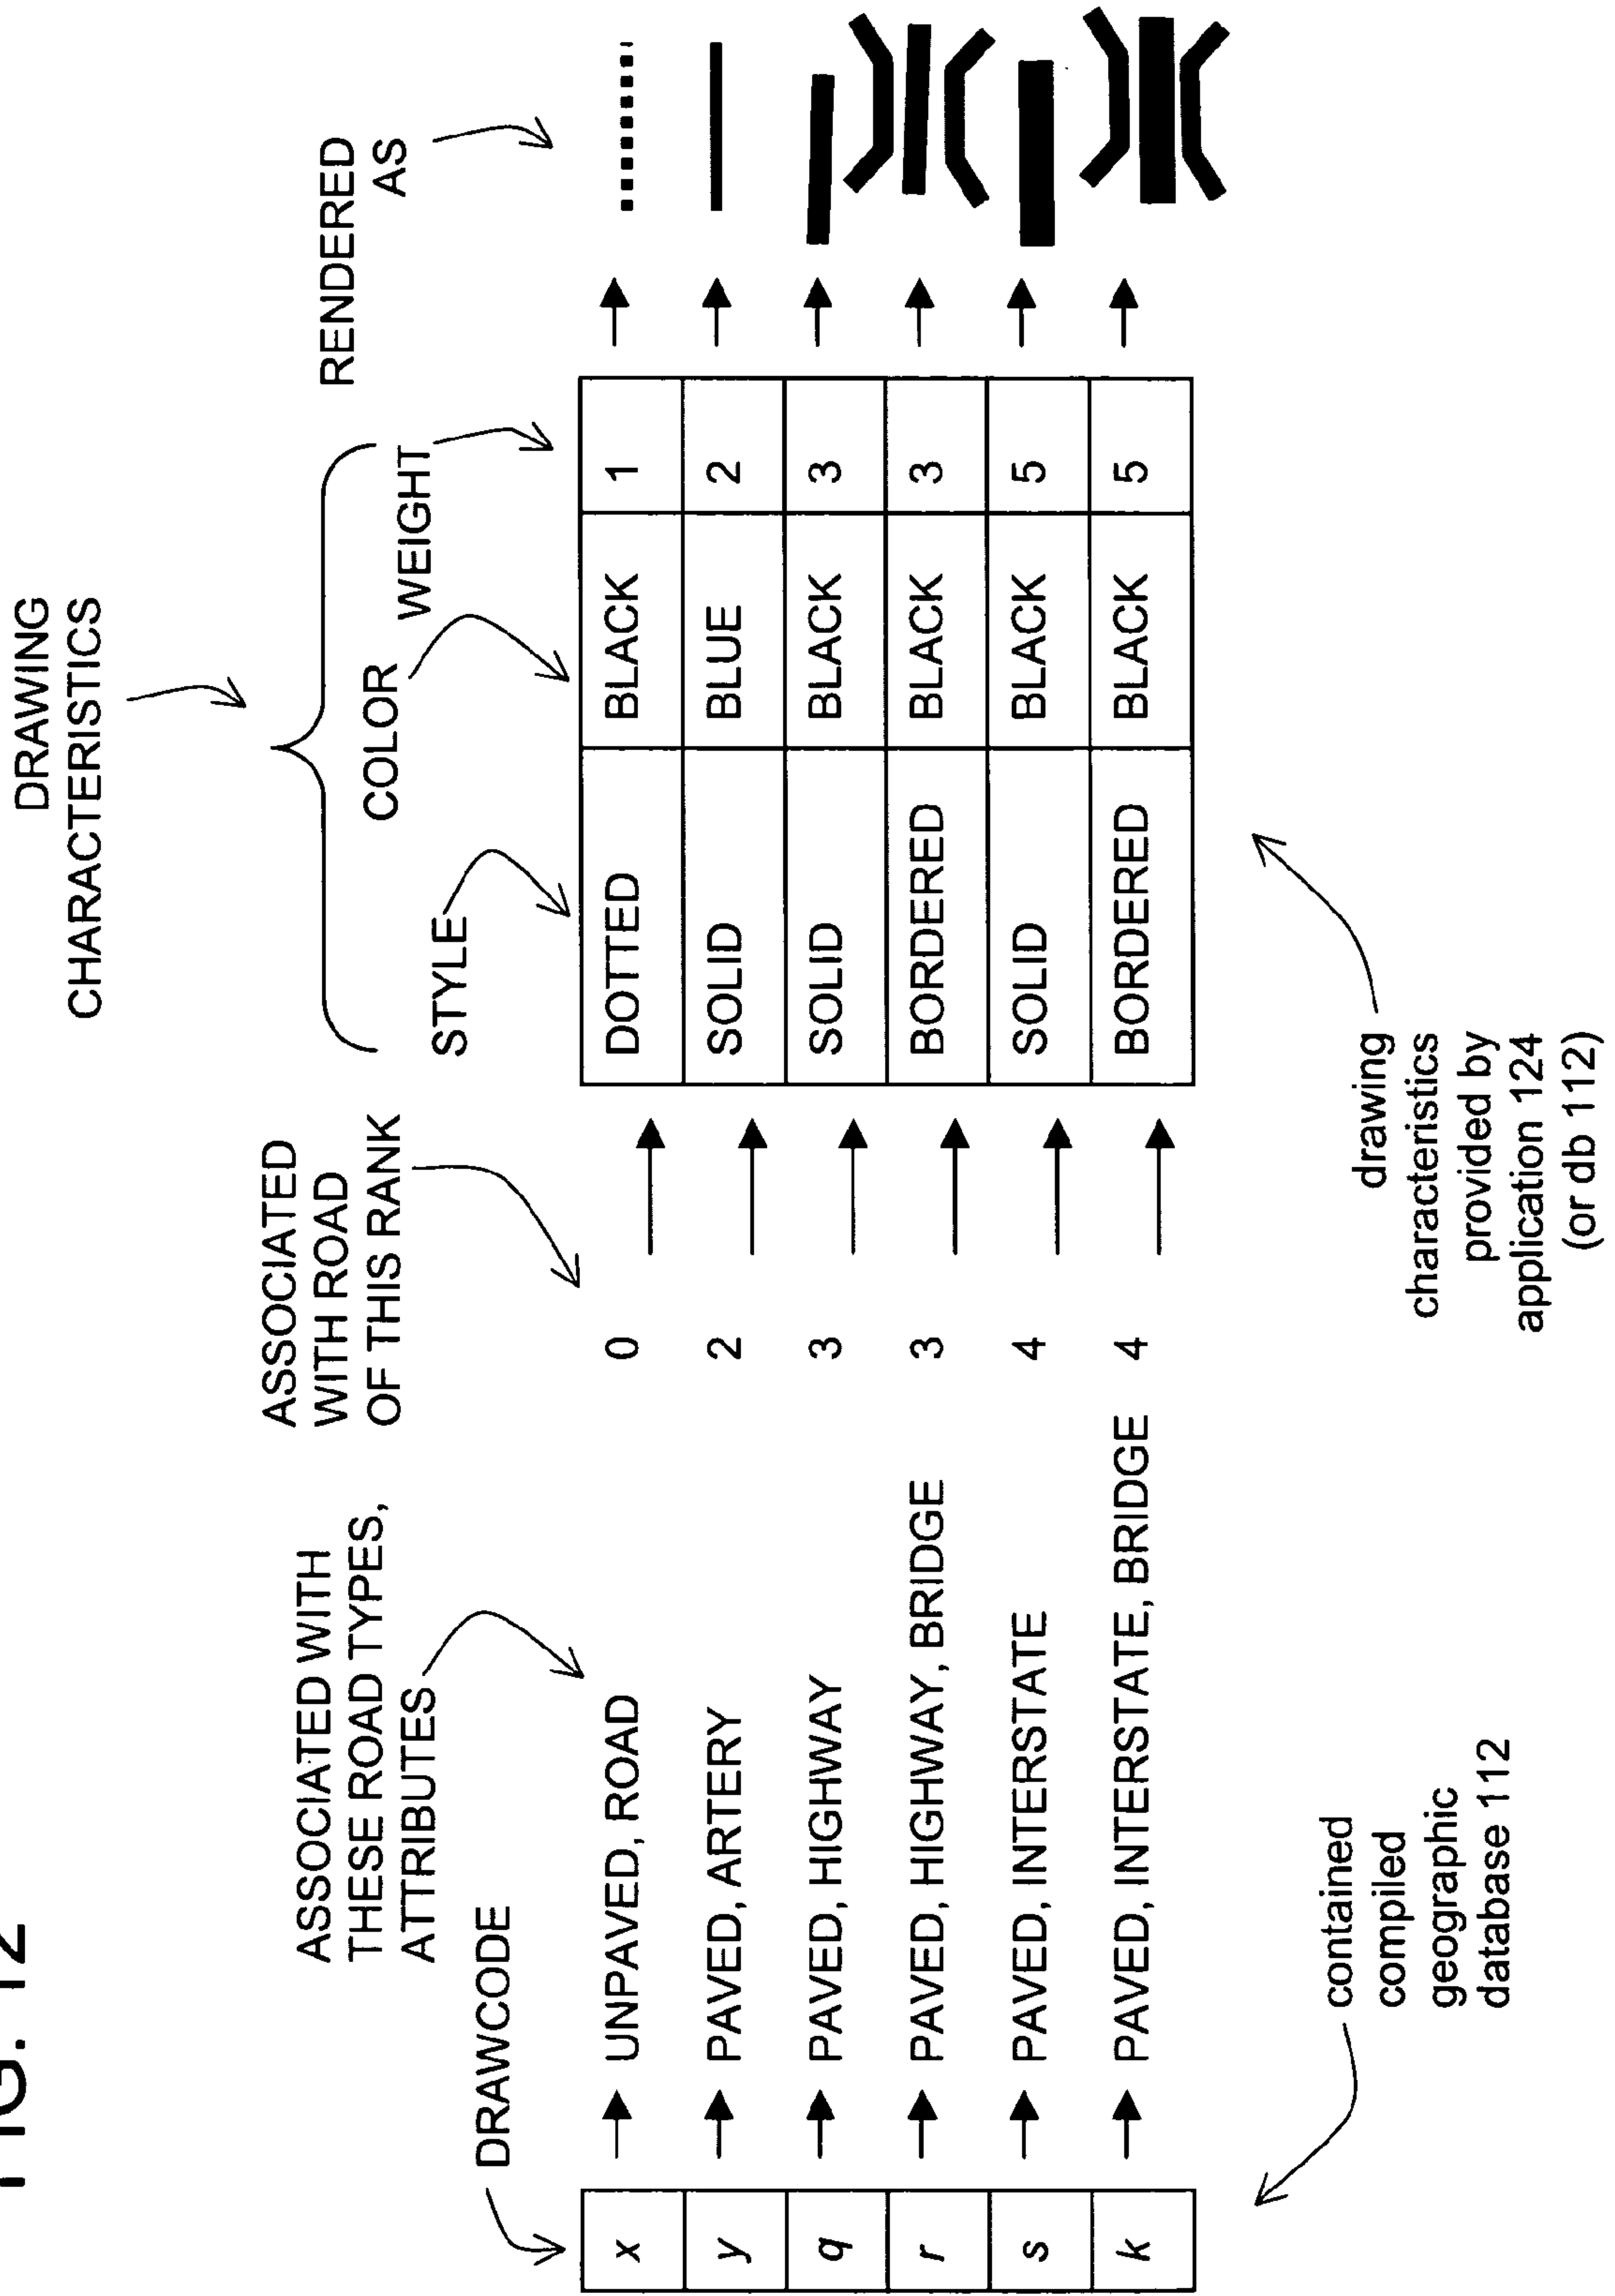 FIG. 12
DRAWING
CHARACTERISTICS
DRAWCODE
ASSOCIATED WITH
THESE ROAD TYPES,
ATTRIBUTES
ASSOCIATED
WITH ROAD
OF THIS RANK
STYLE
COLOR
WEIGHT
RENDERED
AS
x UNPAVED, ROAD 0 DOTTED BLACK 1
y PAVED, ARTERY 2 SOLID BLUE 2
q PAVED, HIGHWAY 3 SOLID BLACK 3
r PAVED, HIGHWAY, BRIDGE 3 BORDERED BLACK 3
s PAVED, INTERSTATE 4 SOLID BLACK 5
k PAVED, INTERSTATE, BRIDGE 4 BORDERED BLACK 5
contained
compiled
geographic
database 112
drawing
characteristics
provided by
application 124
(or db 112)